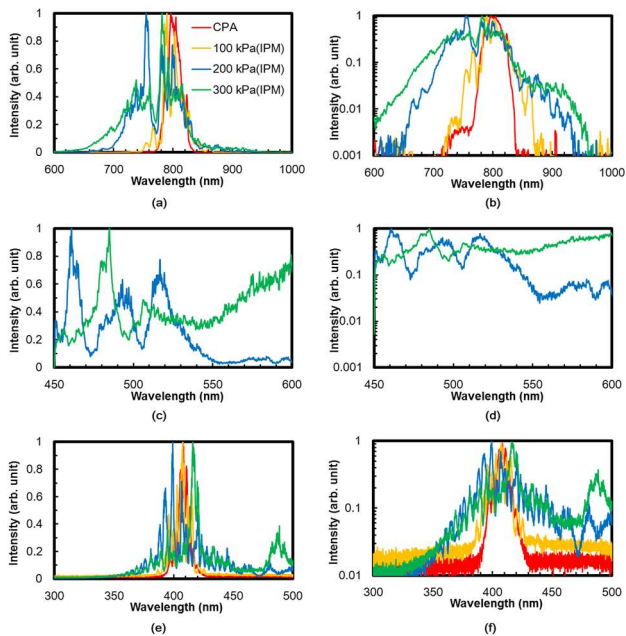 Intensity (arb. unit)
1
0.8
0.6
0.4
0.2
0
600 700 800 900 1000
Wavelength (nm)
(a)
CPA
100 kPa(IPM)
200 kPa(IPM)
300 kPa(IPM)
Intensity (arb. unit)
1
0.1
0.01
0.001
600 700 800 900 1000
Wavelength (nm)
(b)
Intensity (arb. unit)
1
0.8
0.6
0.4
0.2
0
450 500 550 600
Wavelength (nm)
(c)
Intensity (arb. unit)
1
0.1
0.01
0.001
450 500 550 600
Wavelength (nm)
(d)
Intensity (arb. unit)
1
0.8
0.6
0.4
0.2
0
300 350 400 450 500
Wavelength (nm)
(e)
Intensity (arb. unit)
1
0.1
0.01
300 350 400 450 500
Wavelength (nm)
(f)